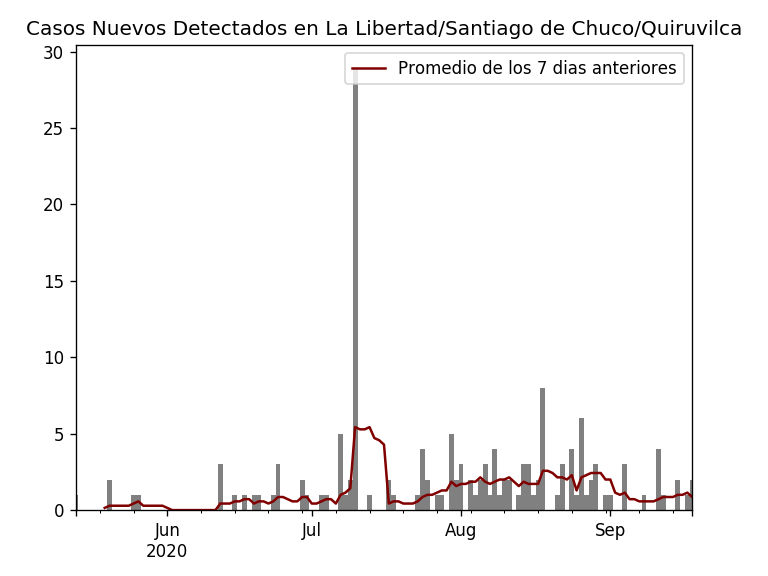 Casos Nuevos Detectados en La Libertad/Santiago de Chuco/Quiruvilca
Promedio de los 7 dias anteriores
30
25
20
15
10
5
0
Jun
2020
Jul
Aug
Sep